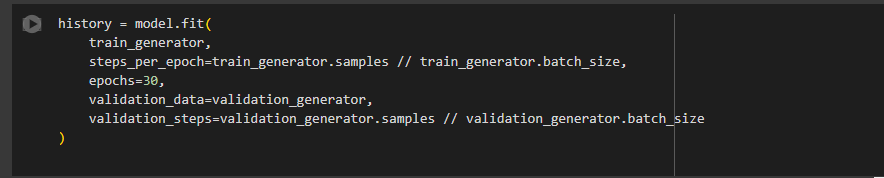 history = model.fit(
    train_generator,
    steps_per_epoch=train_generator.samples // train_generator.batch_size,
    epochs=30,
    validation_data=validation_generator,
    validation_steps=validation_generator.samples // validation_generator.batch_size
)